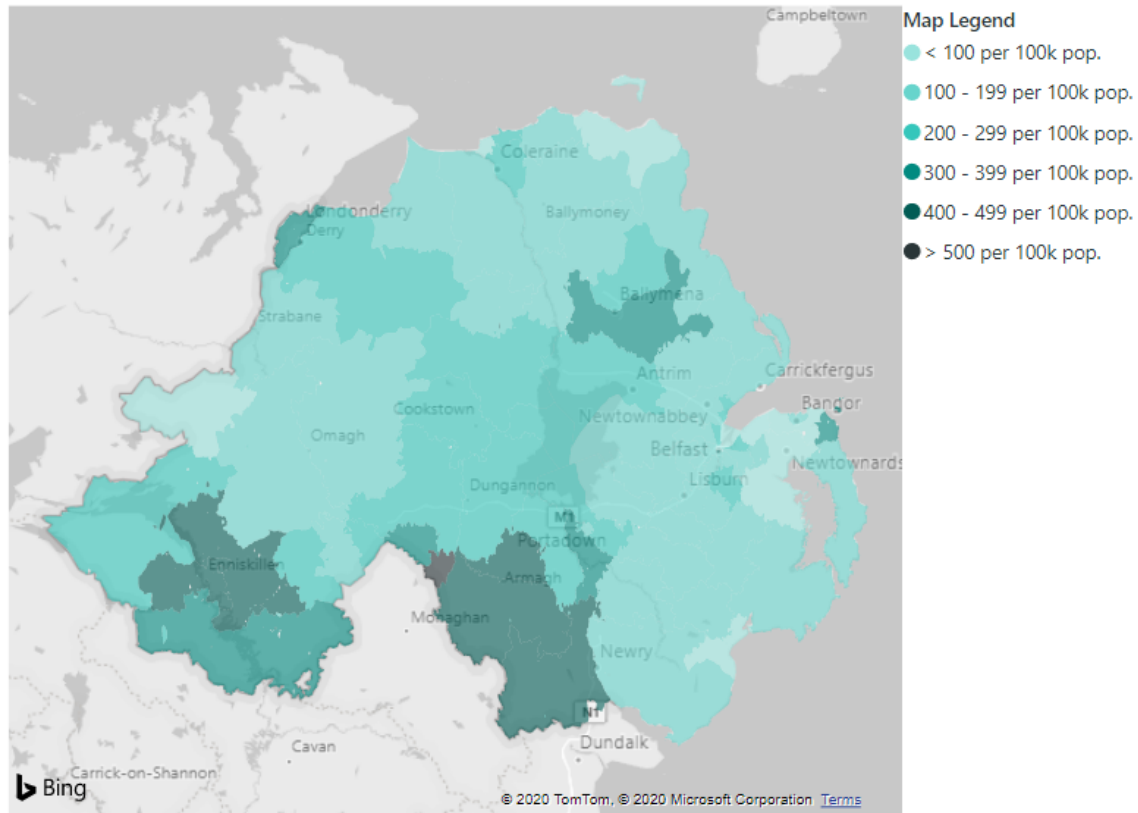 Campbeltown
Map Legend
< 100 per 100k pop.
100 - 199 per 100k pop.
200 - 299 per 100k pop.
300 - 399 per 100k pop.
400 - 499 per 100k pop.
> 500 per 100k pop.
Coleraine
Londonderry
Derry
Ballymoney
Ballymena
Strabane
Antrim
Carrickfergus
Cookstown
Newtownabbey
Bandor
Omagh
Belfast
Newtownards
Dungannon
Lisburn
M1
Portadown
Enniskillen
Armagh
Monaghan
Newry
N1
Cavan
Dundalk
Carrick-on-Shannon
Bing
© 2020 TomTom, © 2020 Microsoft Corporation Terms